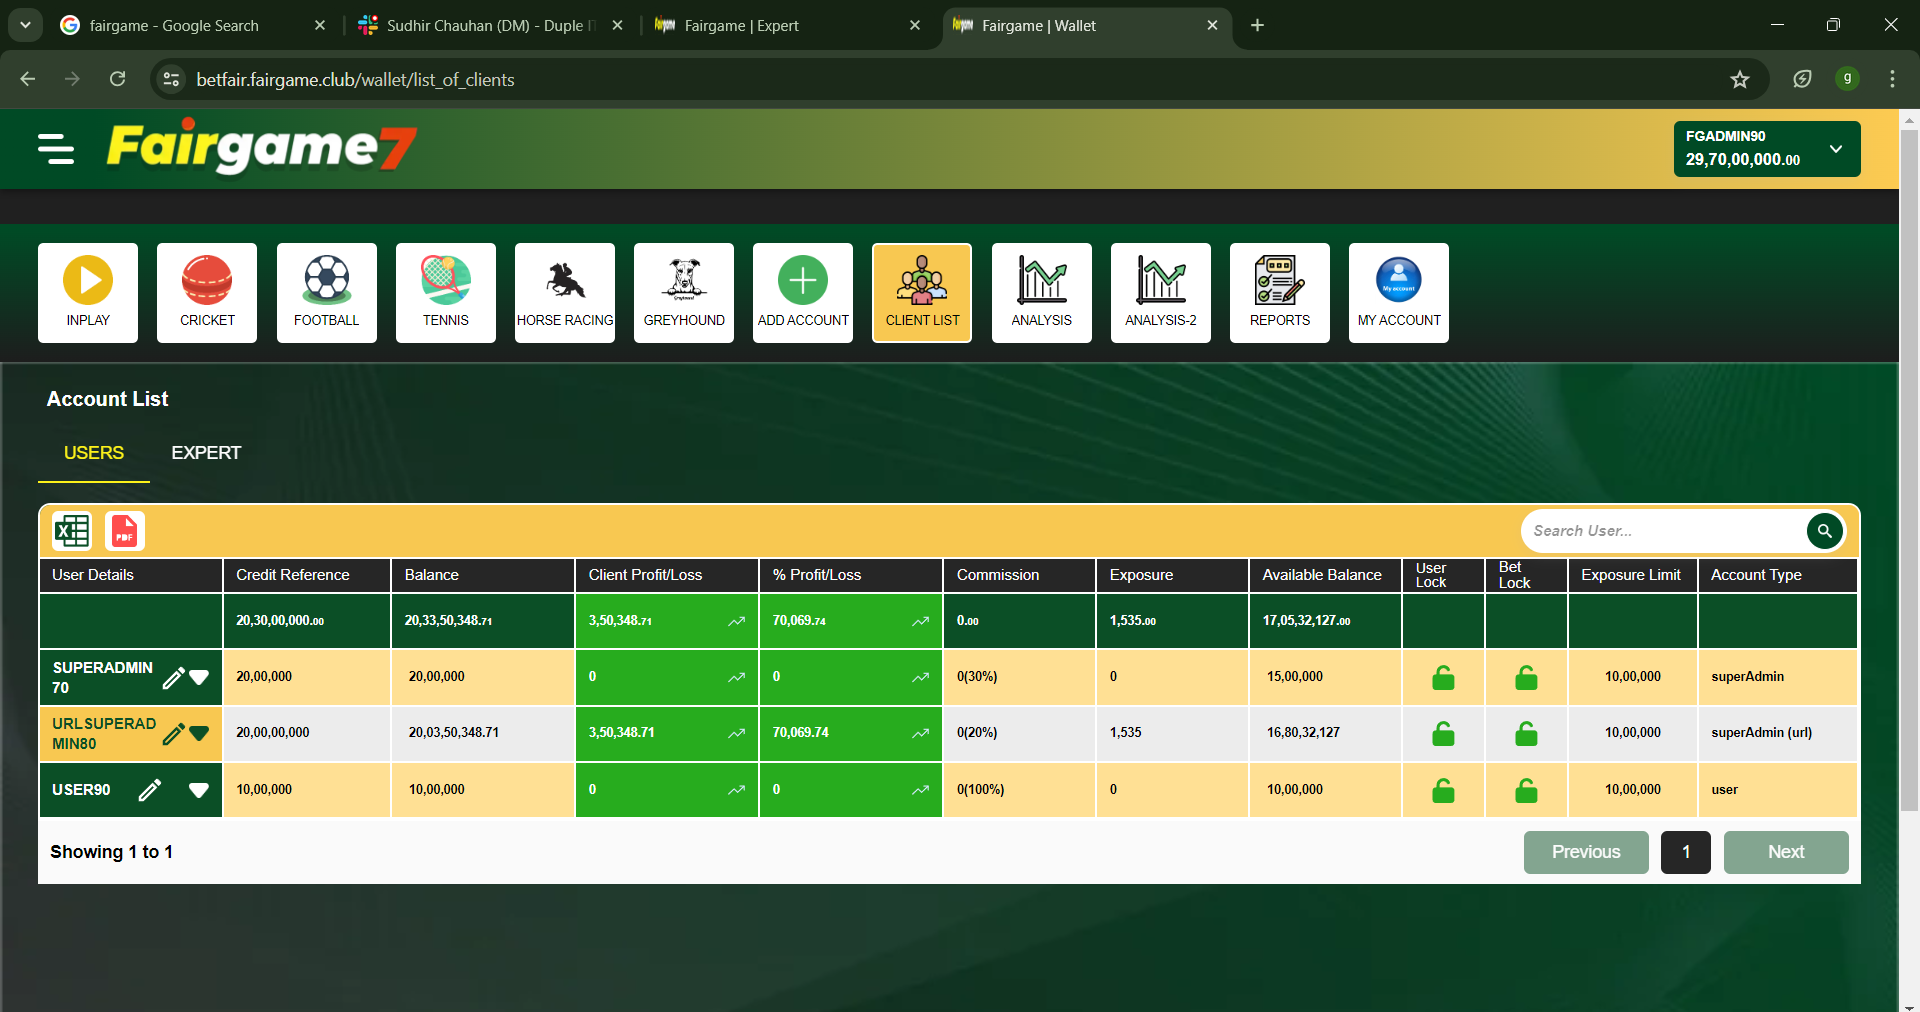 fairgame - Google Search
Sudhir Chauhan (DM) - Duple
Fairgame | Expert
Fairgame | Wallet
betfair.fairgame.club/wallet/list_of_clients
g
Fairgame7
FGADMIN90
29,70,00,000.00
INPLAY
CRICKET
FOOTBALL
TENNIS
HORSE RACING
GREYHOUND
ADD ACCOUNT
CLIENT LIST
ANALYSIS
ANALYSIS-2
REPORTS
My account
MY ACCOUNT
Account List
USERS EXPERT
PDF
Search User...
User Details Credit Reference Balance Client Profit/Loss % Profit/Loss Commission Exposure Available Balance User Lock Bet Lock Exposure Limit Account Type
20,30,00,000.00 20,33,50,348.71 3,50,348.71 70,069.74 0.00 1,535.00 17,05,32,127.00
SUPERADMIN
70
20,00,000 20,00,000 0 0 0(30%) 0 15,00,000 10,00,000 superAdmin
URLSUPERAD
MIN80
20,00,00,000 20,03,50,348.71 3,50,348.71 70,069.74 0(20%) 1,535 16,80,32,127 10,00,000 superAdmin (url)
USER90 10,00,000 10,00,000 0 0 0(100%) 0 10,00,000 10,00,000 user
Showing 1 to 1
Previous 1 Next